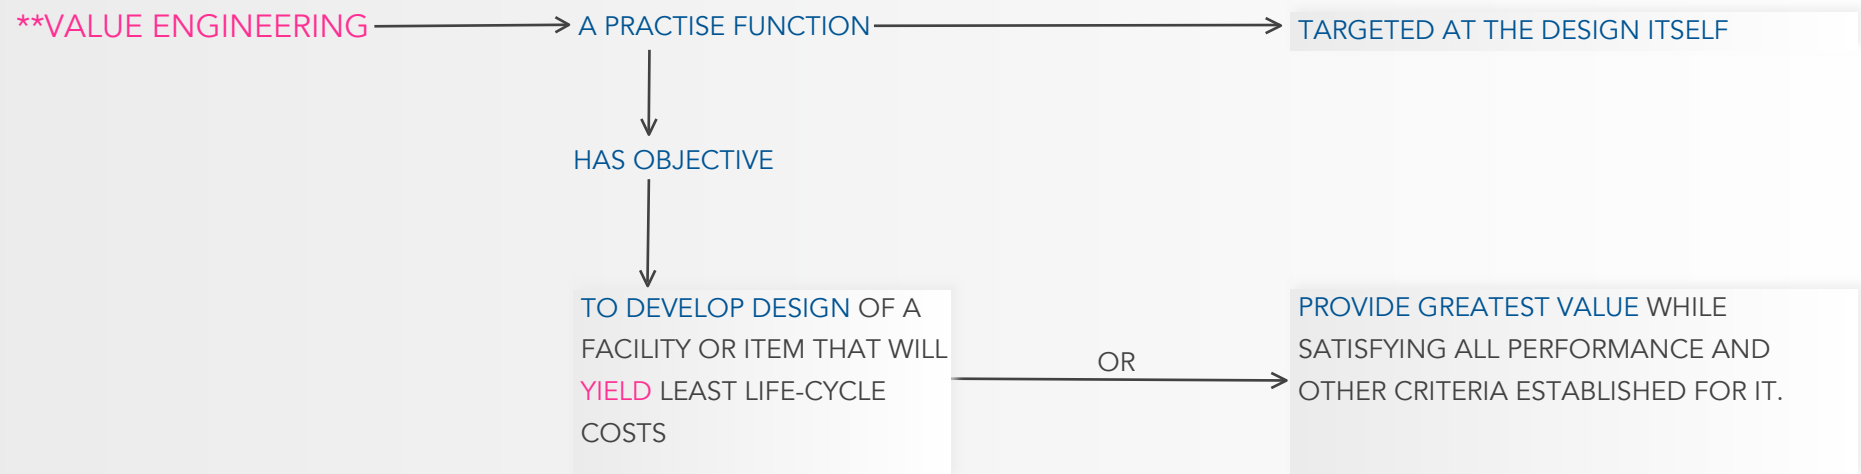 **VALUE ENGINEERING
A PRACTISE FUNCTION
TARGETED AT THE DESIGN ITSELF
HAS OBJECTIVE
TO DEVELOP DESIGN OF A
FACILITY OR ITEM THAT WILL
YIELD LEAST LIFE-CYCLE
COSTS
OR
PROVIDE GREATEST VALUE WHILE
SATISFYING ALL PERFORMANCE AND
OTHER CRITERIA ESTABLISHED FOR IT.